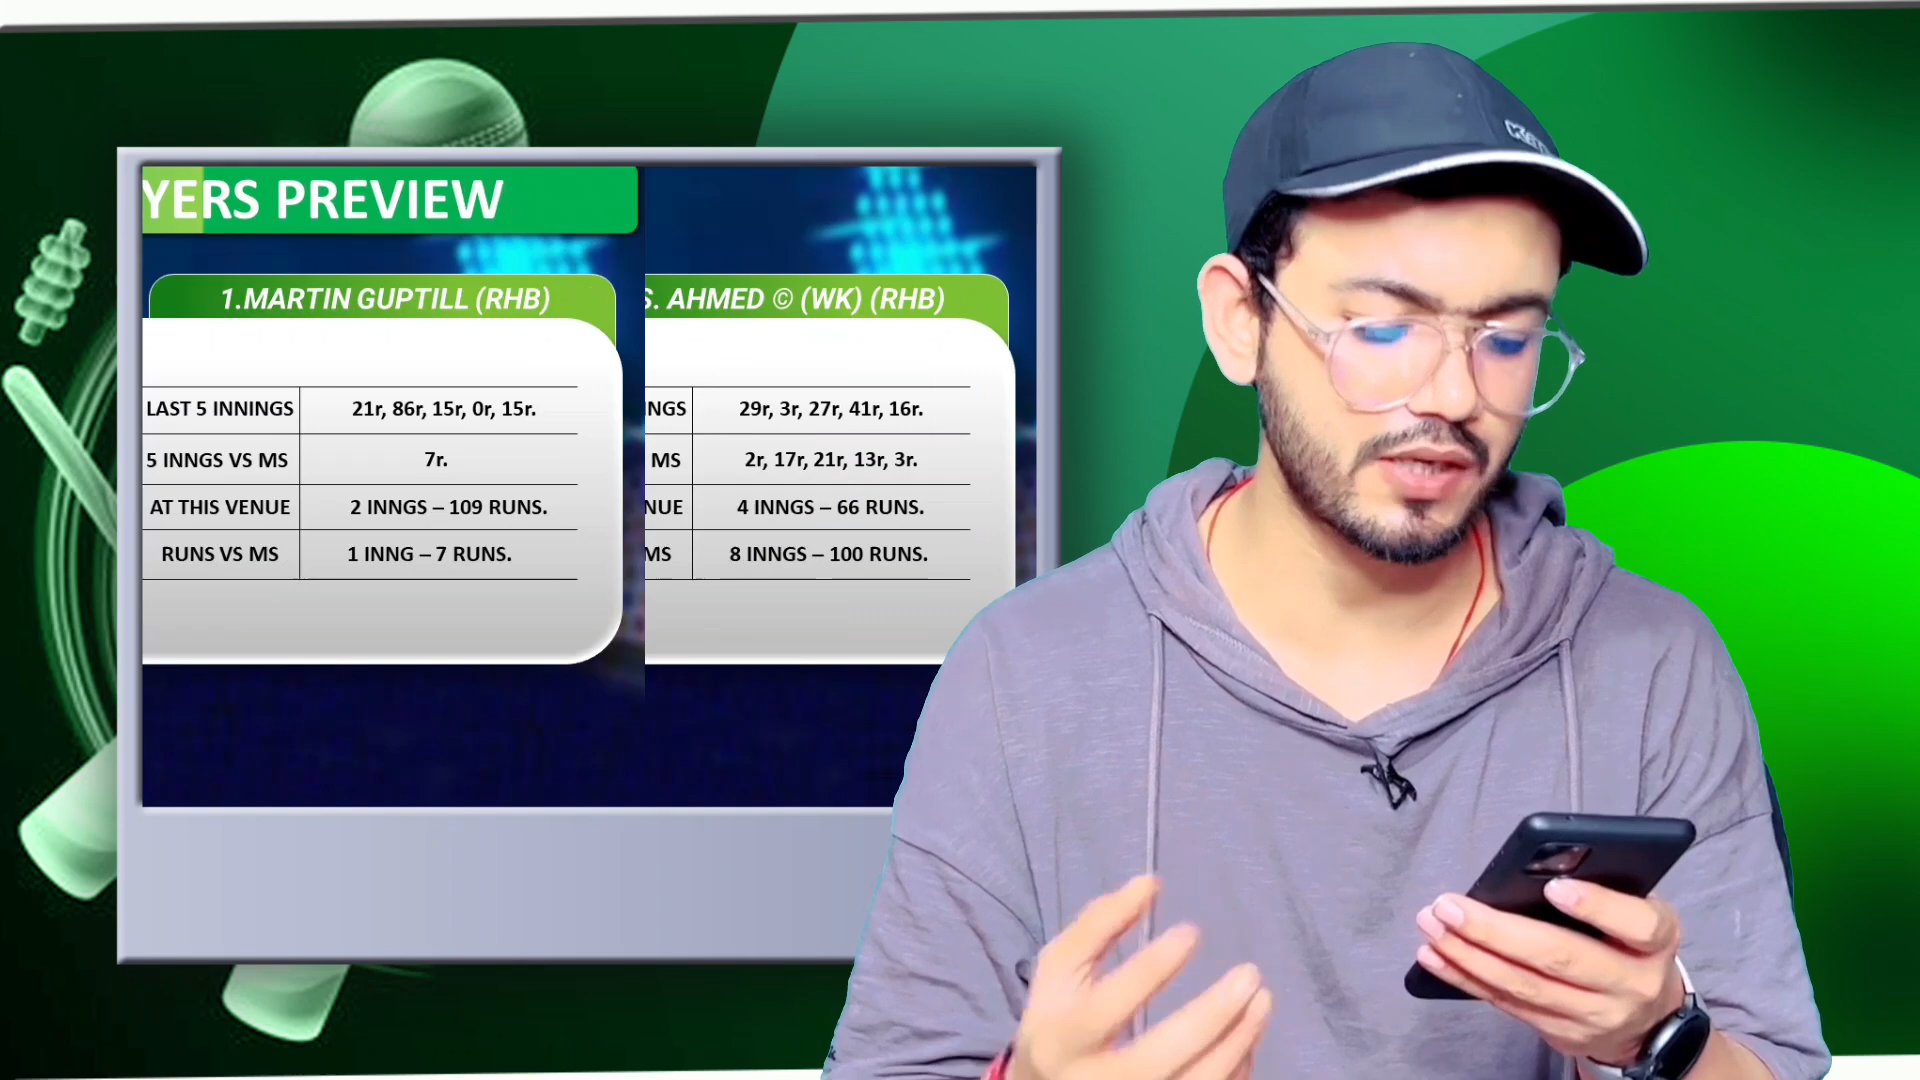 YERS PREVIEW
1.MARTIN GUPTILL (RHB)
LAST 5 INNINGS 21r, 86r, 15r, 0r, 15r.
5 INNGS VS MS 7r.
AT THIS VENUE 2 INNGS – 109 RUNS.
RUNS VS MS 1 INNG – 7 RUNS.
S. AHMED © (WK) (RHB)
INGS 29r, 3r, 27r, 41r, 16r.
MS 2r, 17r, 21r, 13r, 3r.
NUE 4 INNGS – 66 RUNS.
MS 8 INNGS – 100 RUNS.